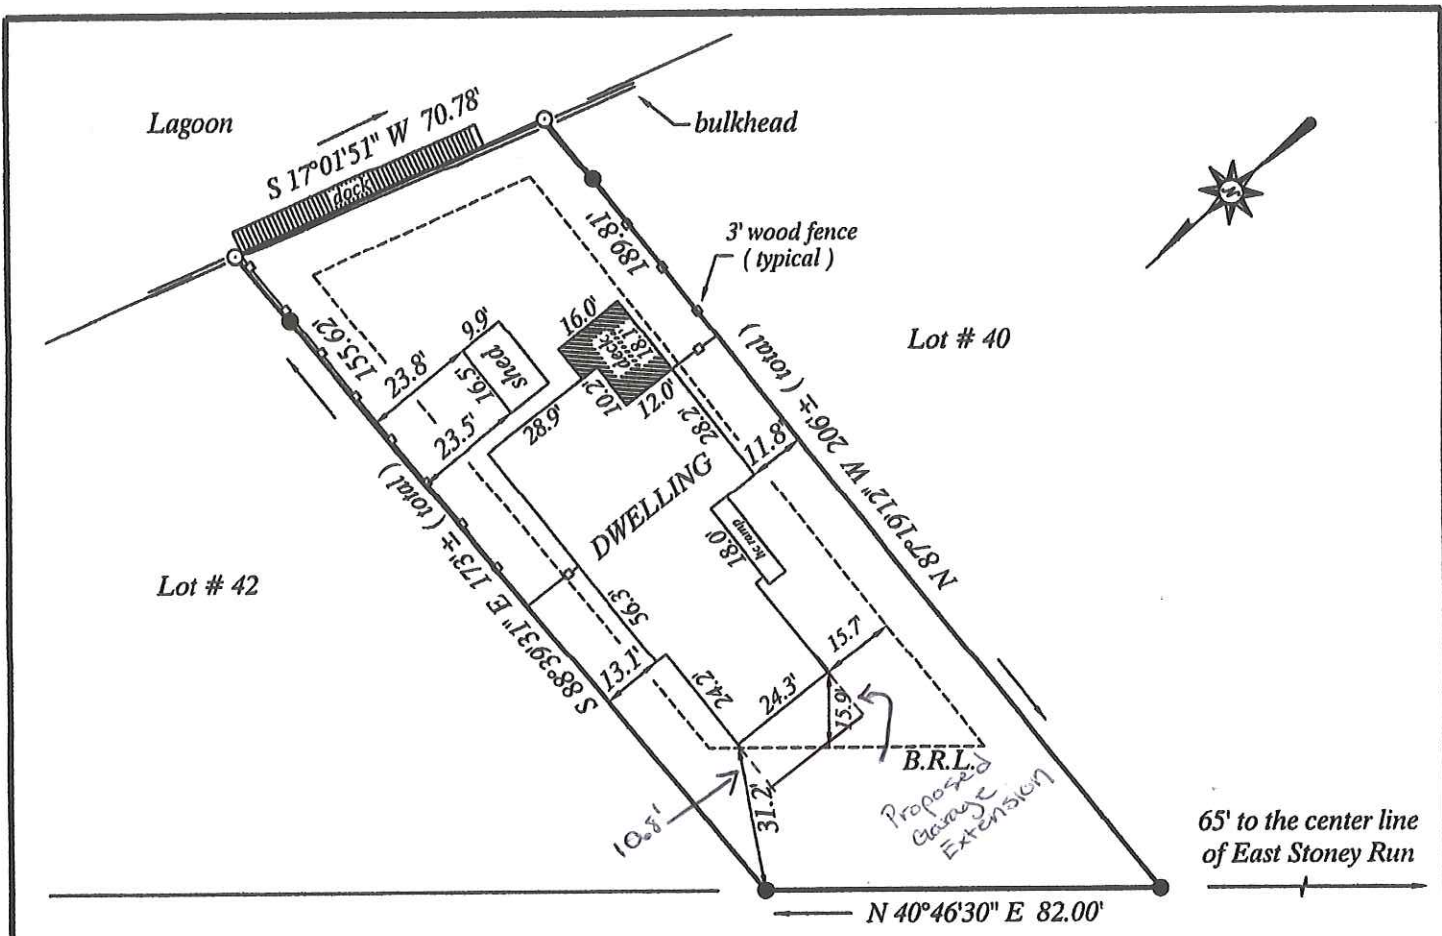 Lagoon
S 17°01'51" W 70.78'
dock
bulkhead
N
189.81'
3' wood fence
( typical )
Lot # 40
155.62'
9.9'
shed
16.5'
23.8'
23.5'
16.0'
deck
18.1'
10.2'
12.0'
28.9'
28.2'
11.8'
N 87°19'12" W 206'± ( total )
DWELLING
hc ramp
18.0'
Lot # 42
S 88°39'31" E 173'± ( total )
56.3'
13.1'
24.2'
24.3'
15.7'
15.9'
B.R.L.
Proposed
Garage
Extension
10.8'
31.2'
65' to the center line
of East Stoney Run
N 40°46'30" E 82.00'